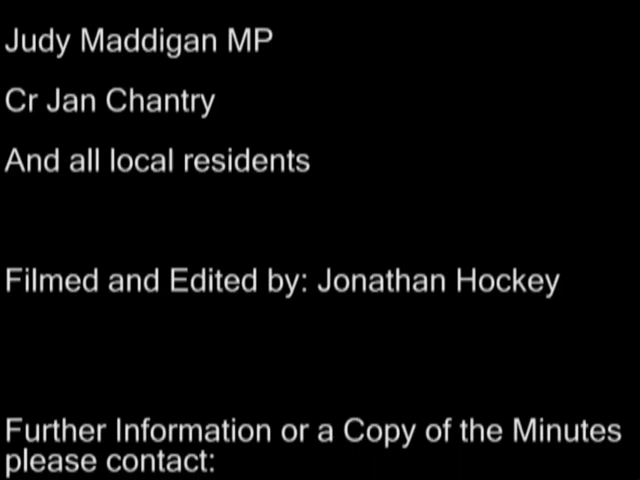 Judy Maddigan MP
Cr Jan Chantry
And all local residents
Filmed and Edited by: Jonathan Hockey
Further Information or a Copy of the Minutes
please contact: